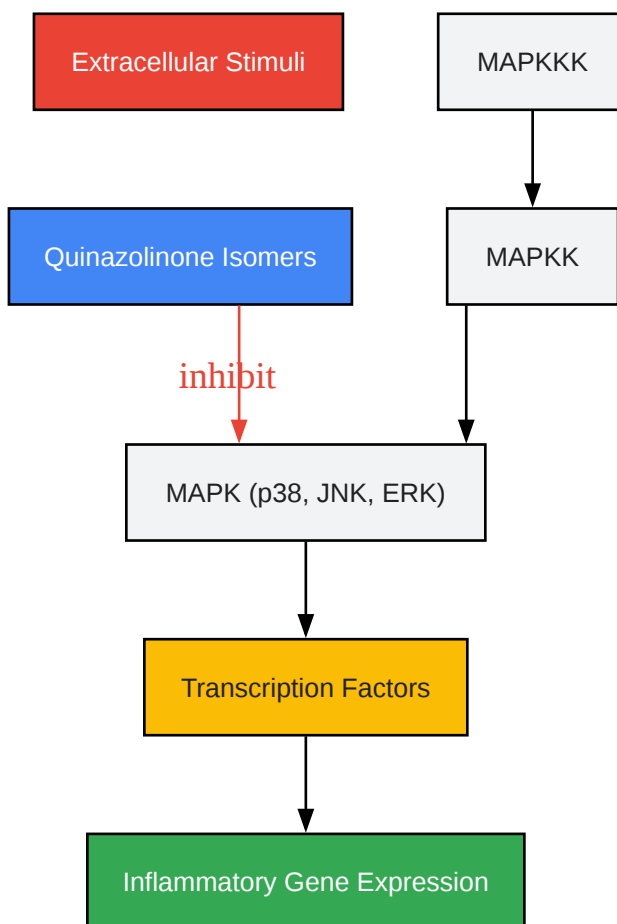 Extracellular Stimuli
MAPKKK
Quinazolinone Isomers
MAPKK
inhibit
MAPK (p38, JNK, ERK)
Transcription Factors
Inflammatory Gene Expression